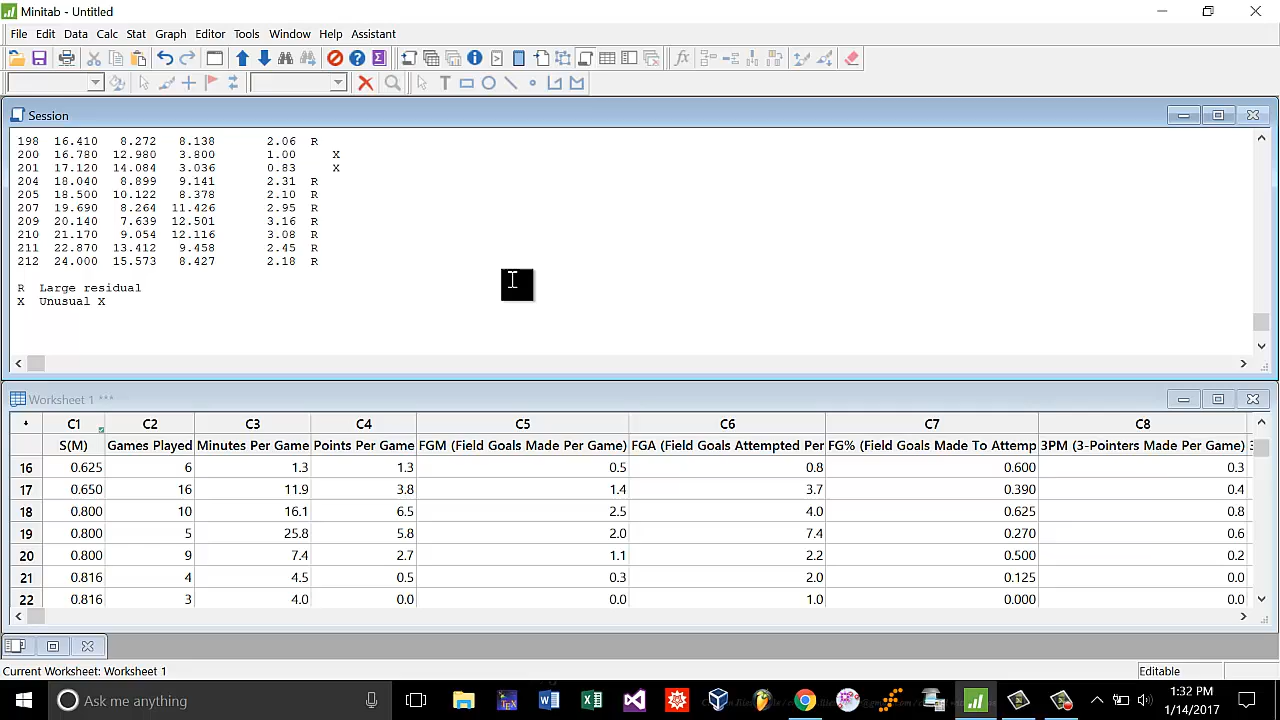 Minitab - Untitled
File Edit Data Calc Stat Graph Editor Tools Window Help Assistant
Session
198 16.410 8.272 8.138 2.06 R
200 16.780 12.980 3.800 1.00 X
201 17.120 14.084 3.036 0.83 X
204 18.040 8.899 9.141 2.31 R
205 18.500 10.122 8.378 2.10 R
207 19.690 8.264 11.426 2.95 R
209 20.140 7.639 12.501 3.16 R
210 21.170 9.054 12.116 3.08 R
211 22.870 13.412 9.458 2.45 R
212 24.000 15.573 8.427 2.18 R
R Large residual
X Unusual X
Worksheet 1 ***
C1 C2 C3 C4 C5 C6 C7 C8
S(M) Games Played Minutes Per Game Points Per Game FGM (Field Goals Made Per Game) FGA (Field Goals Attempted Per FG% (Field Goals Made To Attemp 3PM (3-Pointers Made Per Game) 3
16 0.625 6 1.3 1.3 0.5 0.8 0.600 0.3
17 0.650 16 11.9 3.8 1.4 3.7 0.390 0.4
18 0.800 10 16.1 6.5 2.5 4.0 0.625 0.8
19 0.800 5 25.8 5.8 2.0 7.4 0.270 0.6
20 0.800 9 7.4 2.7 1.1 2.2 0.500 0.2
21 0.816 4 4.5 0.5 0.3 2.0 0.125 0.0
22 0.816 3 4.0 0.0 0.0 1.0 0.000 0.0
Current Worksheet: Worksheet 1
Editable
Ask me anything
1:32 PM
1/14/2017